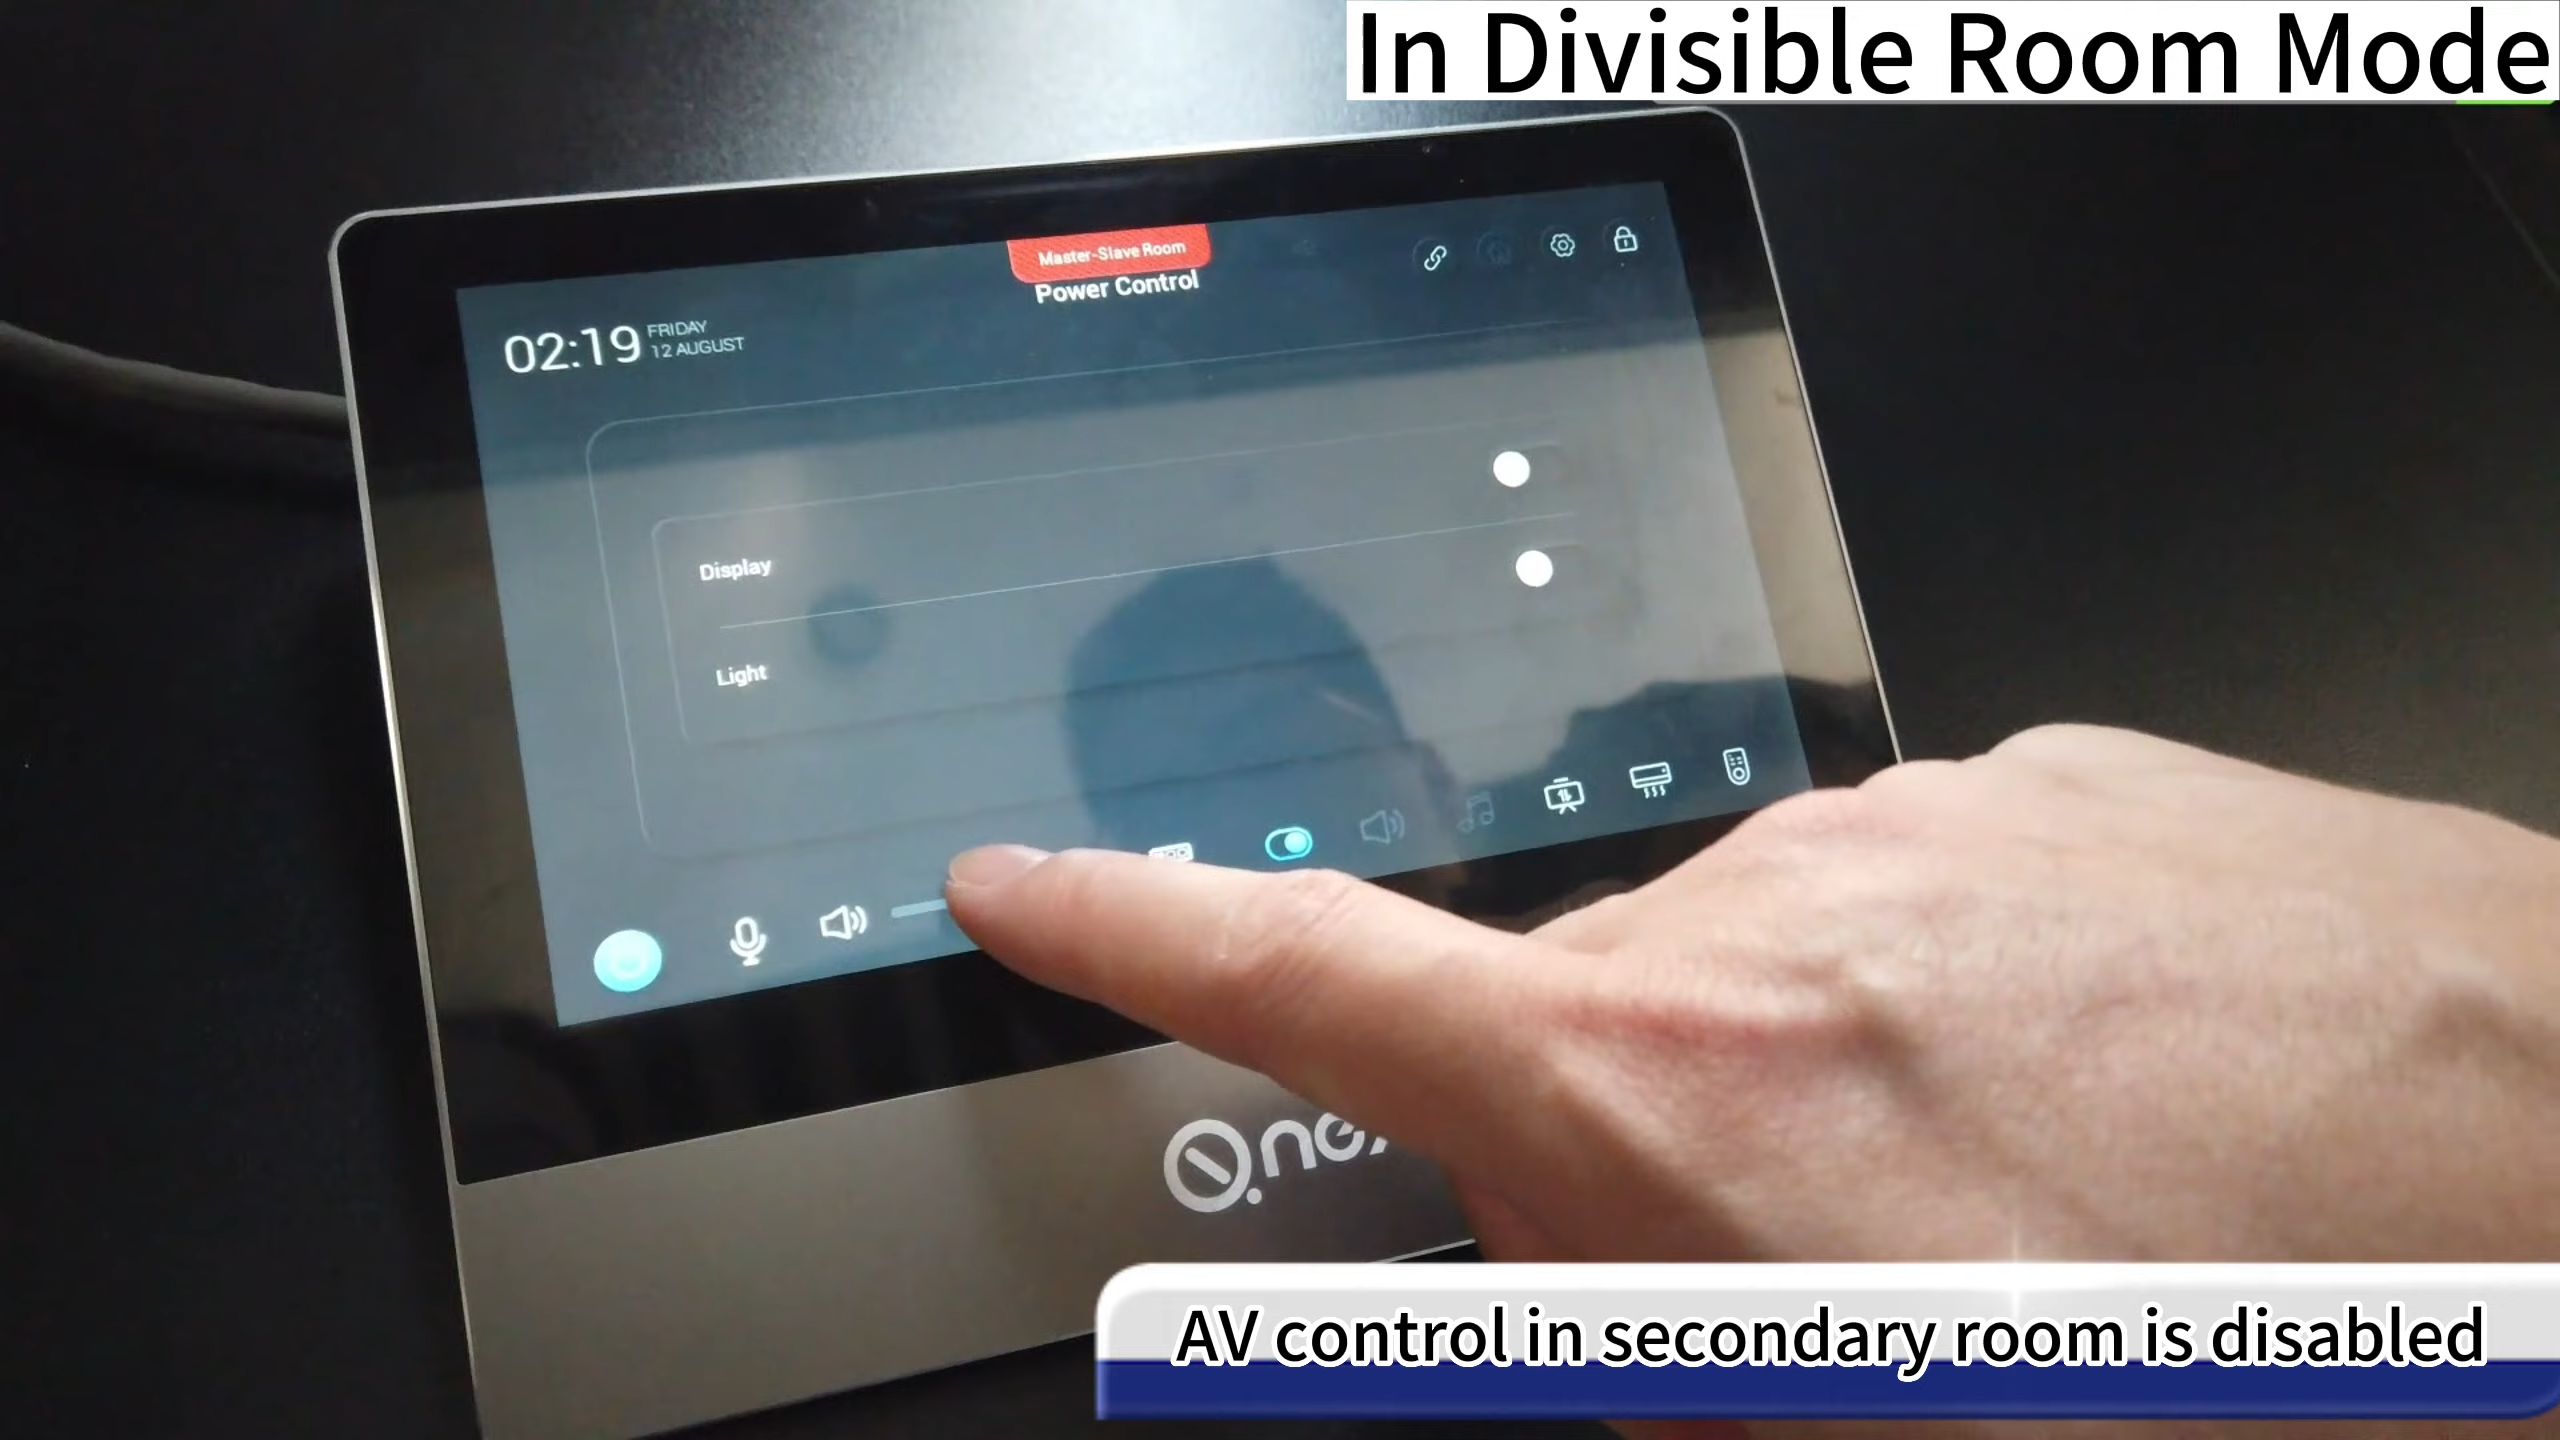 In Divisible Room Mode
Master-Slave Room
Power Control
02:19
FRIDAY
12 AUGUST
Display
Light
AV control in secondary room is disabled